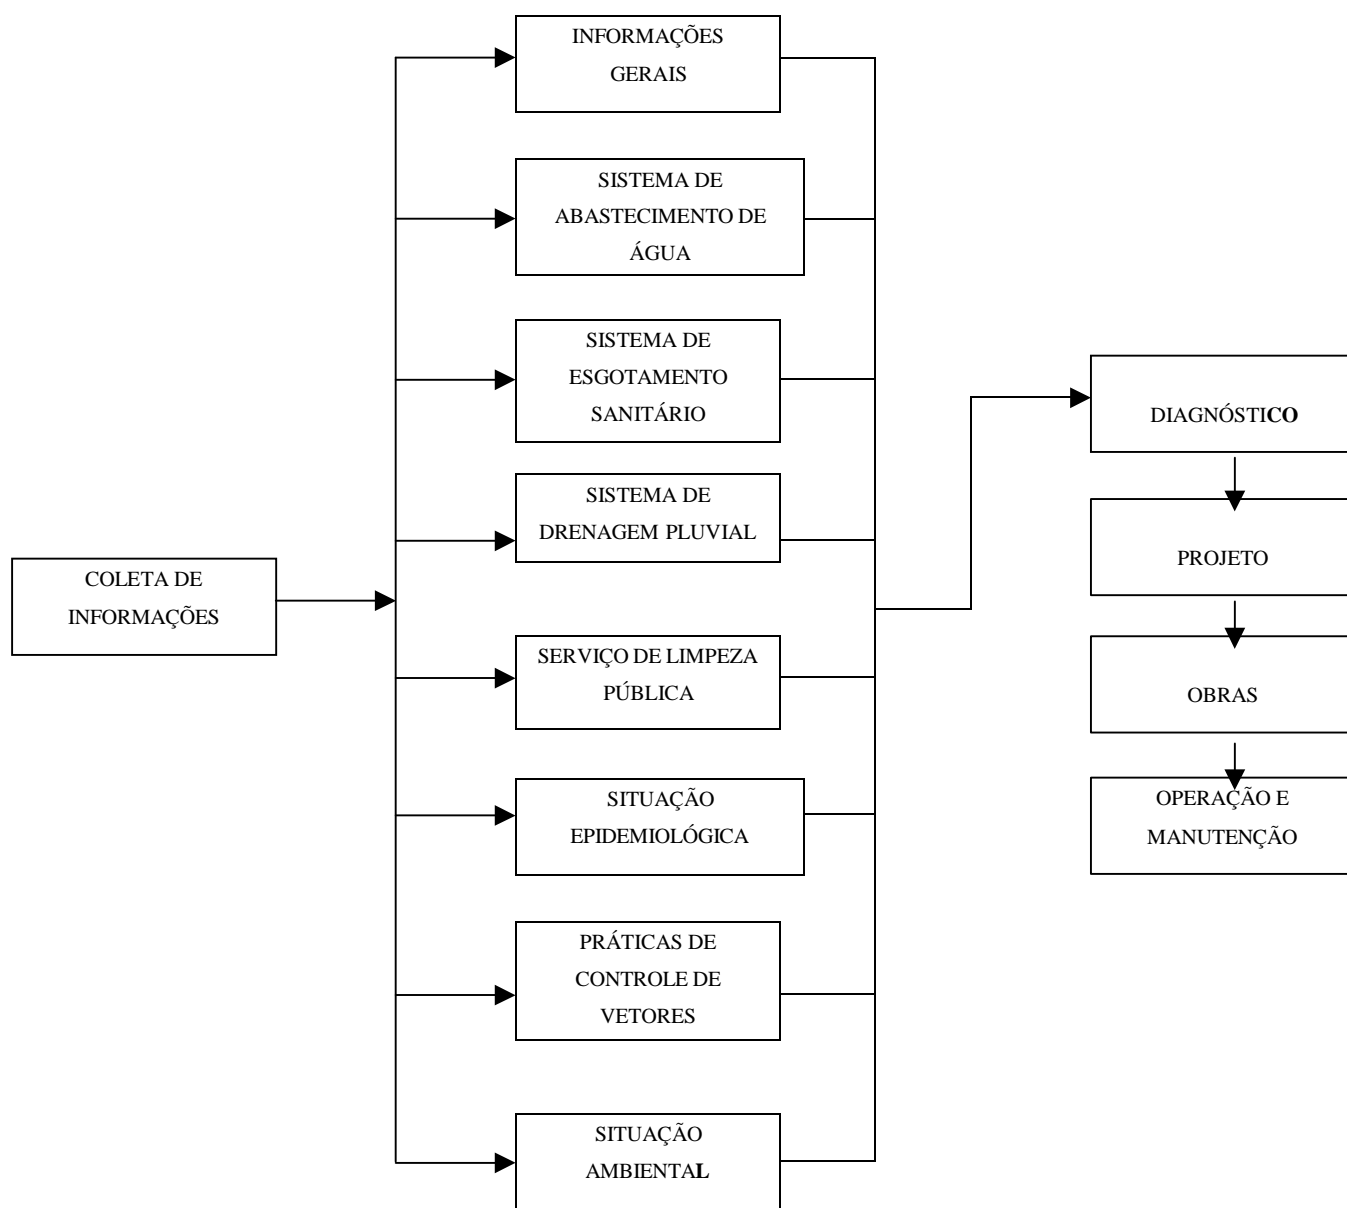 COLETA DE
INFORMAÇÕES
INFORMAÇÕES
GERAIS
SISTEMA DE
ABASTECIMENTO DE
ÁGUA
SISTEMA DE
ESGOTAMENTO
SANITÁRIO
SISTEMA DE
DRENAGEM PLUVIAL
SERVIÇO DE LIMPEZA
PÚBLICA
SITUAÇÃO
EPIDEMIOLÓGICA
PRÁTICAS DE
CONTROLE DE
VETORES
SITUAÇÃO
AMBIENTAL
DIAGNÓSTICO
PROJETO
OBRAS
OPERAÇÃO E
MANUTENÇÃO